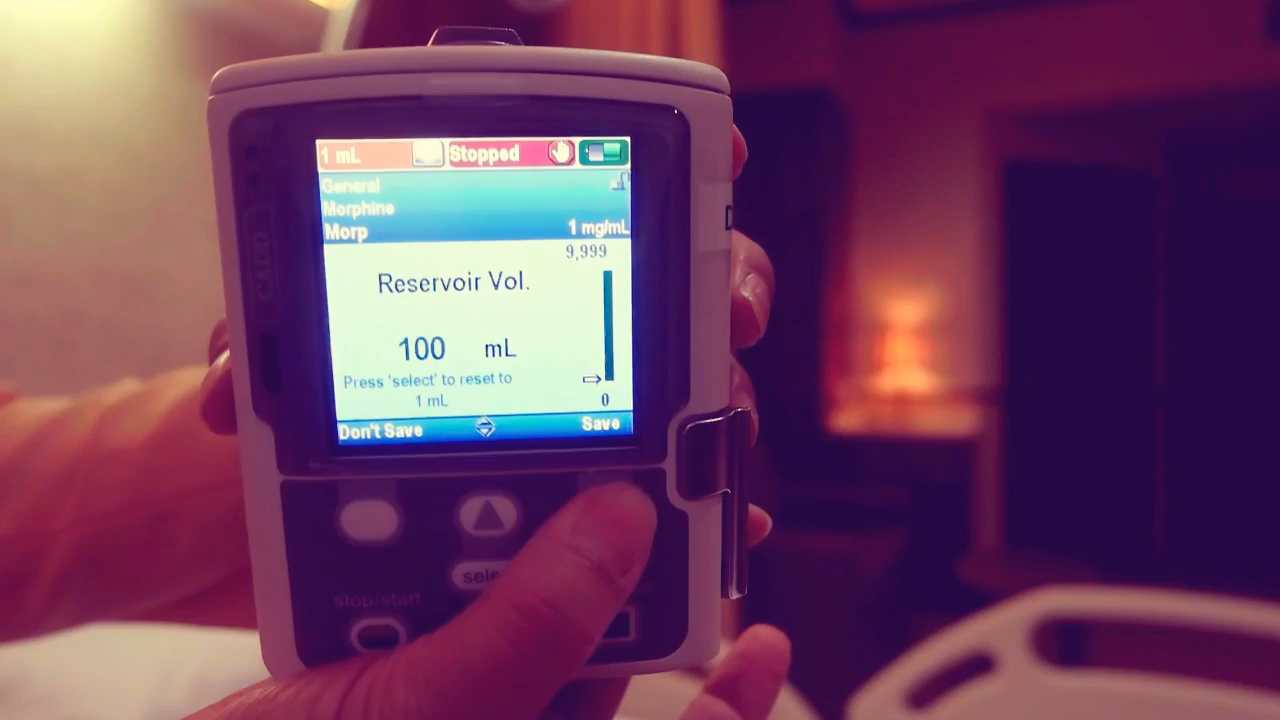 1 mL Stopped
General
Morphine
Morp 1 mg/mL
9,999
Reservoir Vol.
100 mL
Press 'select' to reset to
1 mL
0
Don't Save Save
CADD
stop/start